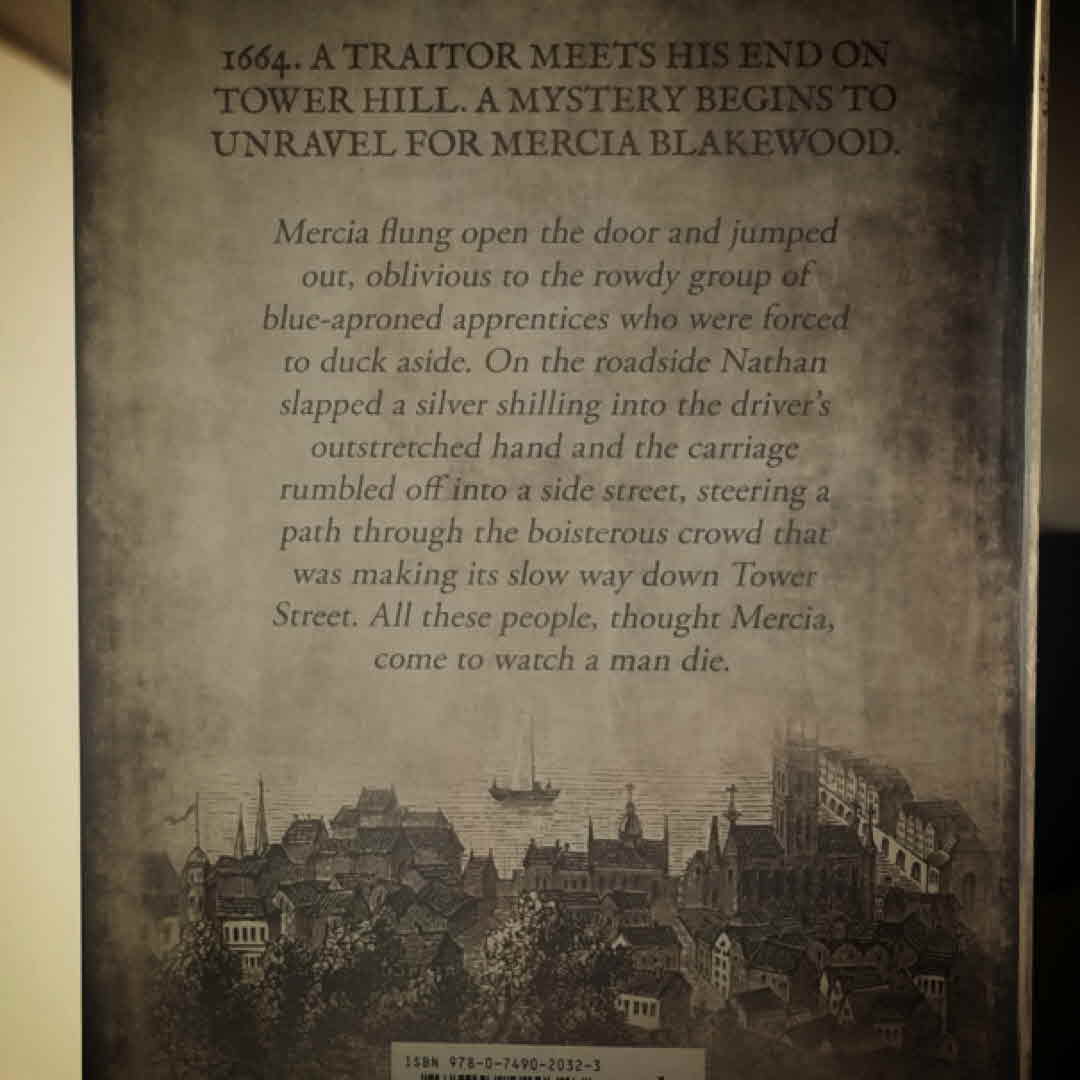 1664. A TRAITOR MEETS HIS END ON
TOWER HILL. A MYSTERY BEGINS TO
UNRAVEL FOR MERCIA BLAKEWOOD.
Mercia flung open the door and jumped
out, oblivious to the rowdy group of
blue-aproned apprentices who were forced
to duck aside. On the roadside Nathan
slapped a silver shilling into the driver's
outstretched hand and the carriage
rumbled off into a side street, steering a
path through the boisterous crowd that
was making its slow way down Tower
Street. All these people, thought Mercia,
come to watch a man die.
ISBN 978-0-7490-2032-3